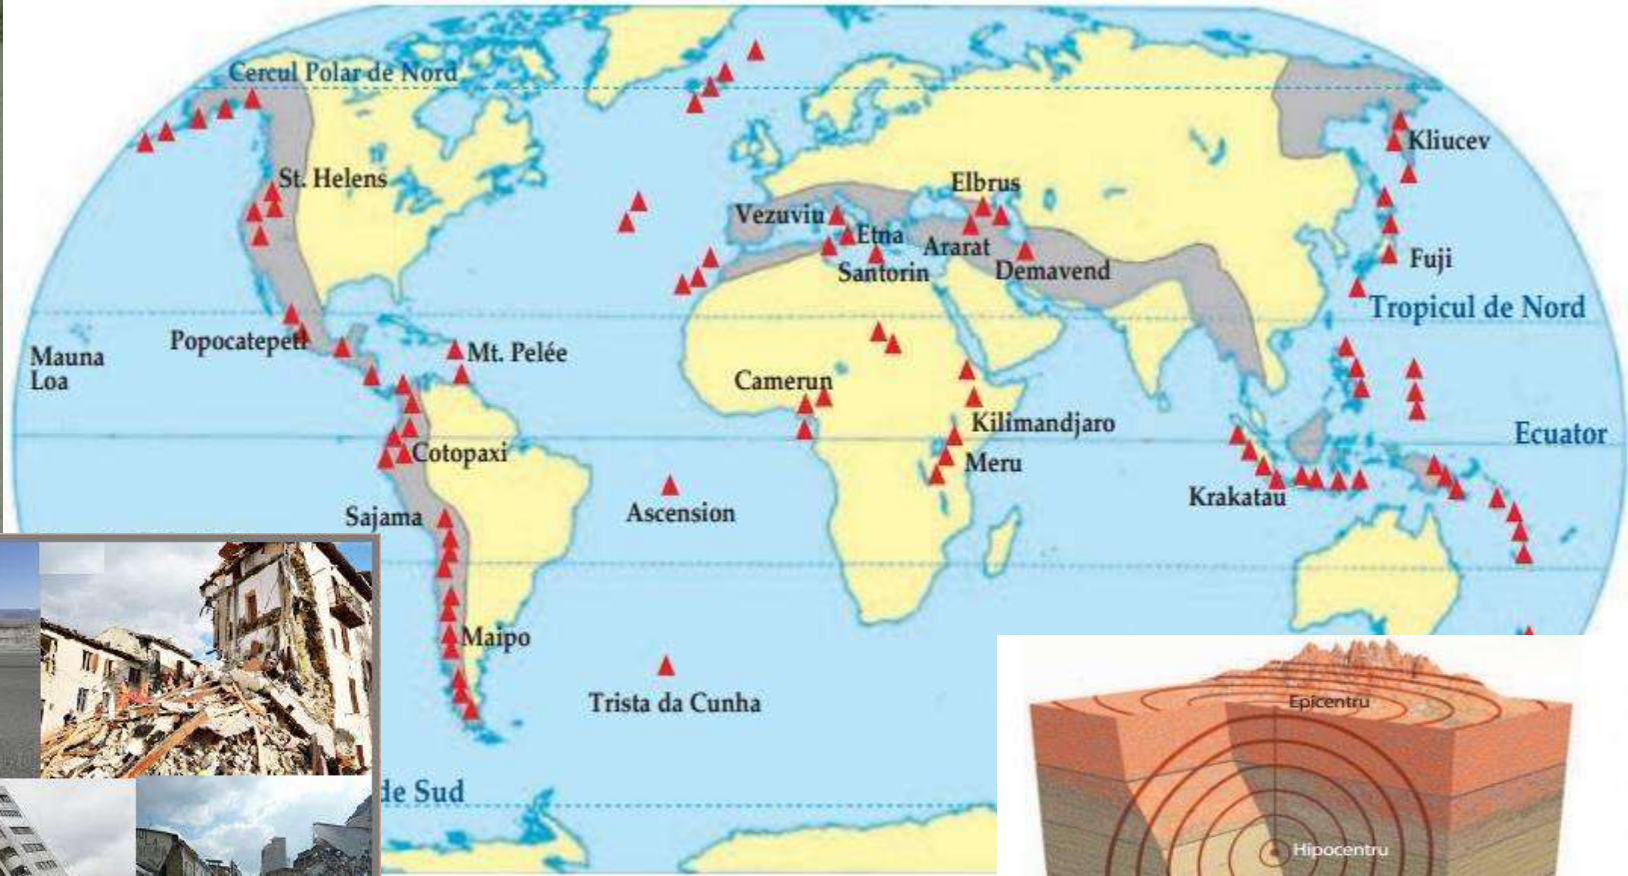 Cercul Polar de Nord
Kliucev
St. Helens
Elbrus
Vezuviu
Etna
Ararat
Fuji
Santorin
Demavend
Tropicul de Nord
Popocatepetl
Mauna
Loa
Mt. Pelée
Camerun
Kilimandjaro
Ecuator
Cotopaxi
Meru
Krakatau
Sajama
Ascension
Maipo
Trista da Cunha
Epicentru
de Sud
Hipocentru